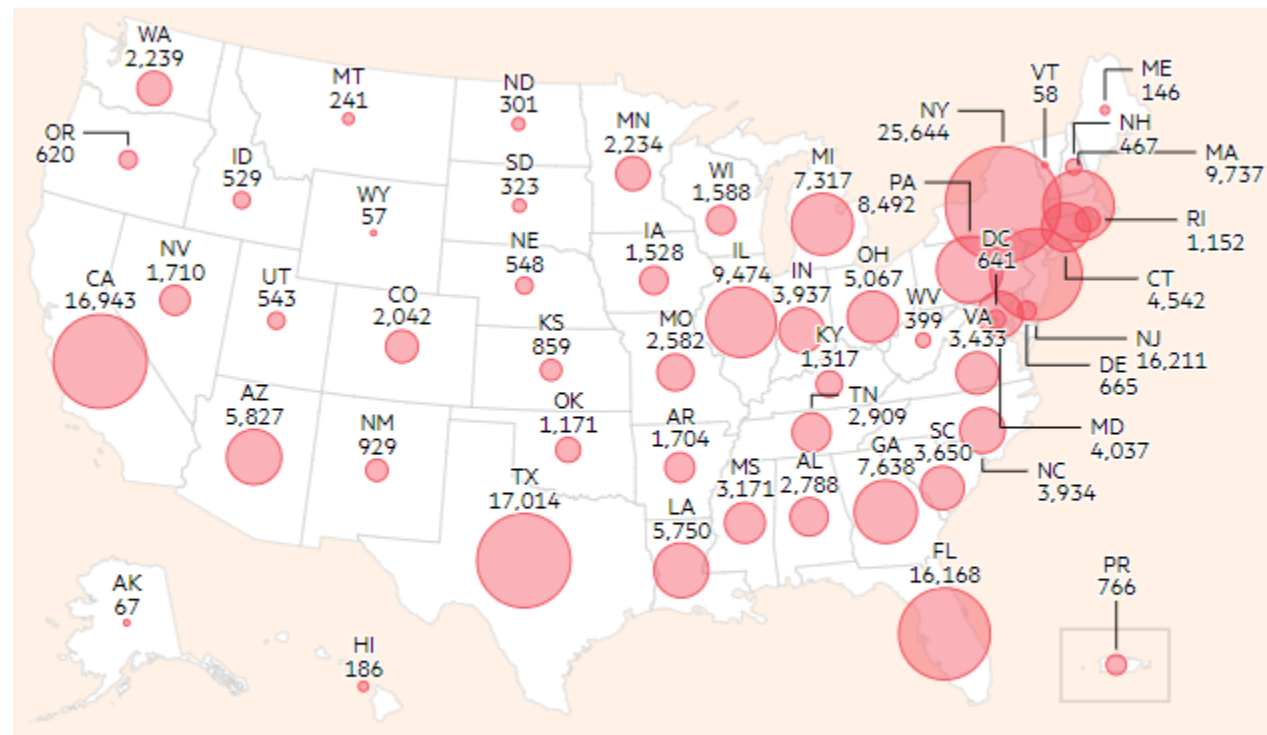 WA
2,239
MT
241
ND
301
MN
2,234
OR
620
ID
529
WY
57
SD
323
WI
1,588
MI
7,317
NY
25,644
VT
58
ME
146
NH
467
MA
9,737
PA
8,492
RI
1,152
NV
1,710
CA
16,943
UT
543
CO
2,042
NE
548
IA
1,528
IL
9,474
IN
3,937
OH
5,067
DC
641
CT
4,542
WV
399
VA
3,433
NJ
16,211
DE
665
KS
859
MO
2,582
KY
1,317
AZ
5,827
NM
929
OK
1,171
AR
1,704
TN
2,909
MD
4,037
NC
3,934
SC
3,650
GA
7,638
AL
2,788
MS
3,171
TX
17,014
LA
5,750
FL
16,168
PR
766
AK
67
HI
186